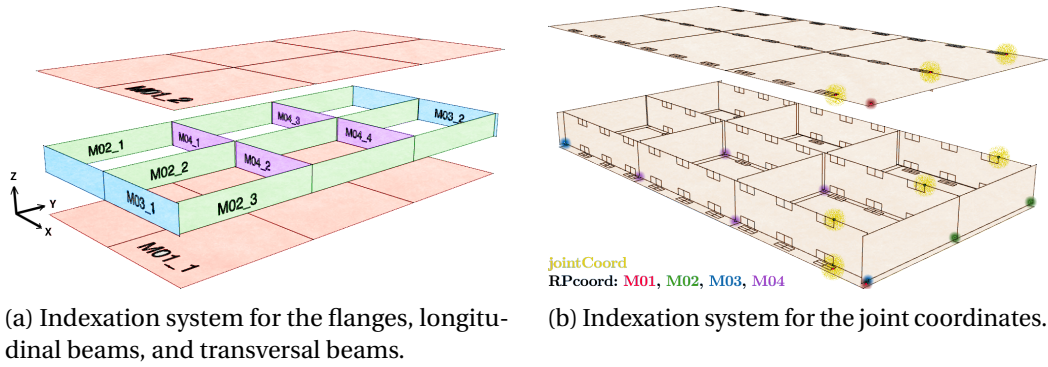 M01_2
M02_1
M04_1
M04_3
M04_4
M03_2
M02_2
M04_2
M03_1
M02_3
M01_1
Z
Y
X
jointCoord
RPcoord: M01, M02, M03, M04
(a) Indexation system for the flanges, longitu-
dinal beams, and transversal beams.
(b) Indexation system for the joint coordinates.